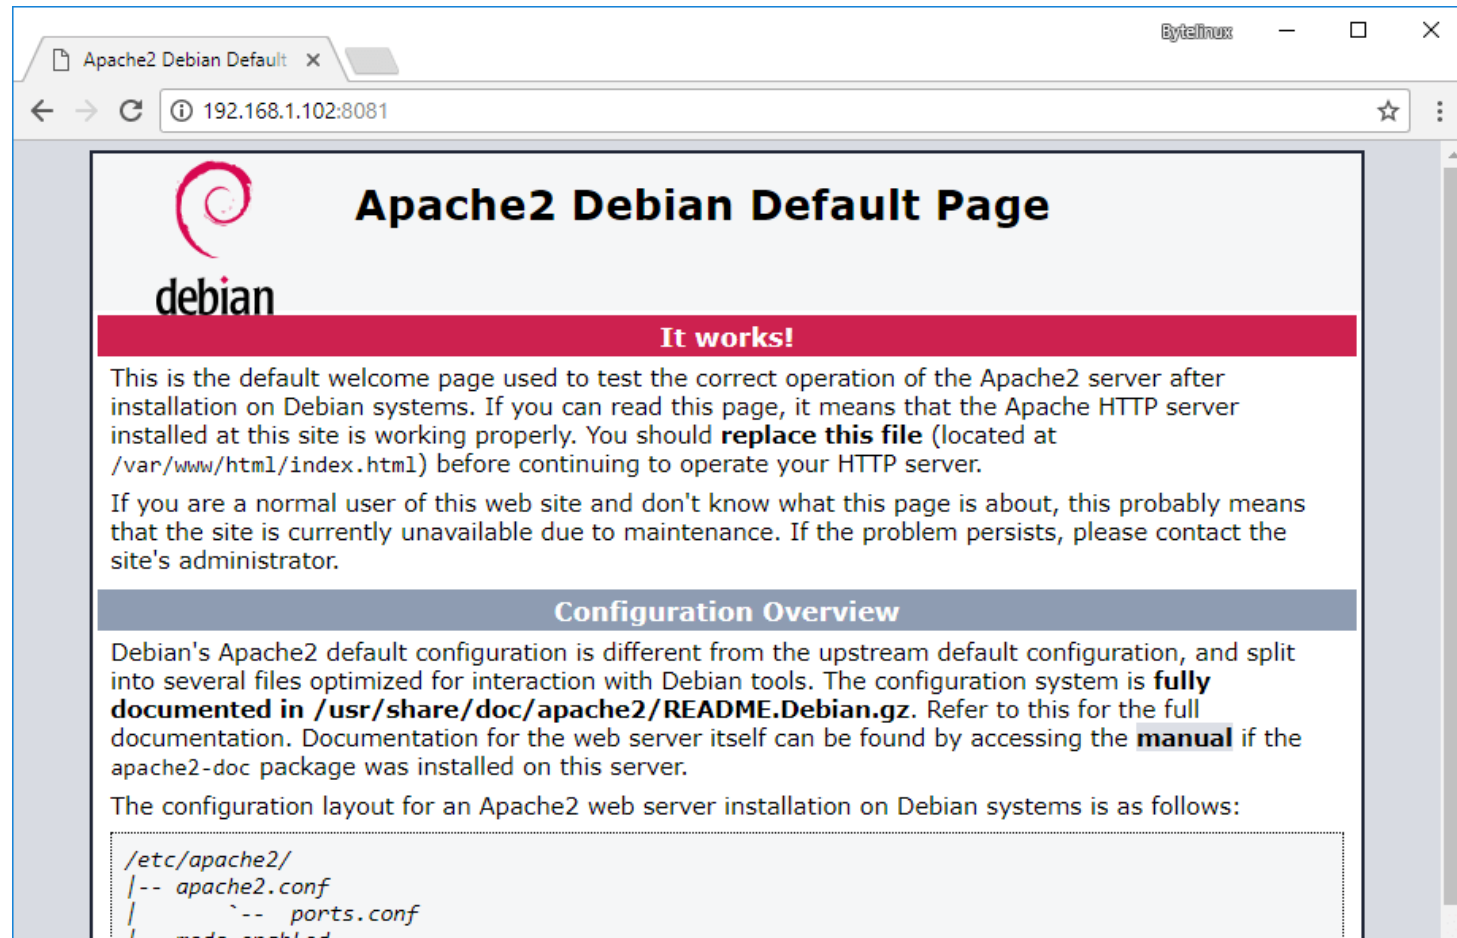 Bytelinux
Apache2 Debian Default
192.168.1.102:8081
debian
Apache2 Debian Default Page
It works!
This is the default welcome page used to test the correct operation of the Apache2 server after
installation on Debian systems. If you can read this page, it means that the Apache HTTP server
installed at this site is working properly. You should replace this file (located at
/var/www/html/index.html) before continuing to operate your HTTP server.
If you are a normal user of this web site and don't know what this page is about, this probably means
that the site is currently unavailable due to maintenance. If the problem persists, please contact the
site's administrator.
Configuration Overview
Debian's Apache2 default configuration is different from the upstream default configuration, and split
into several files optimized for interaction with Debian tools. The configuration system is fully
documented in /usr/share/doc/apache2/README.Debian.gz. Refer to this for the full
documentation. Documentation for the web server itself can be found by accessing the manual if the
apache2-doc package was installed on this server.
The configuration layout for an Apache2 web server installation on Debian systems is as follows:
/etc/apache2/
|-- apache2.conf
|       `--  ports.conf
|-- mods-enabled